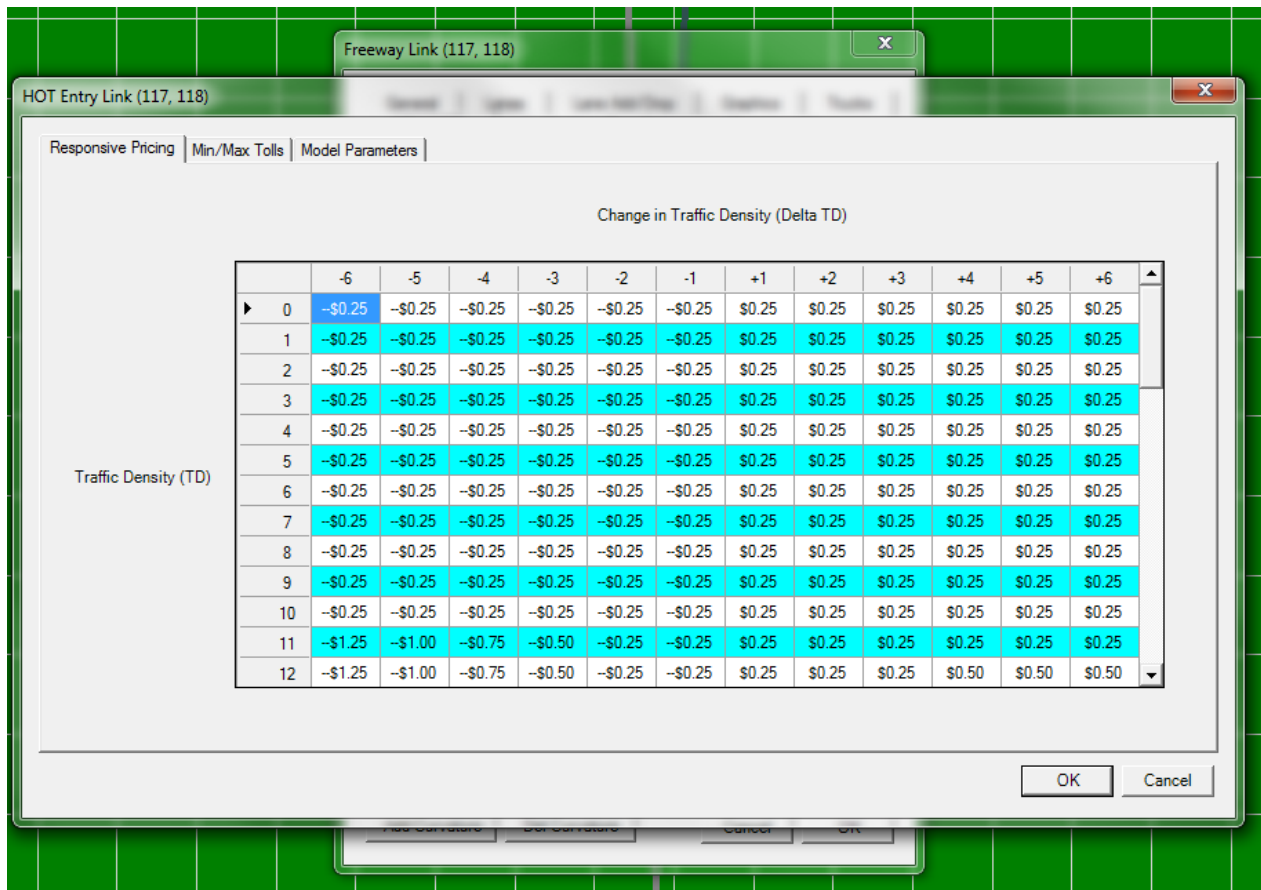 Freeway Link (117, 118)
HOT Entry Link (117, 118)
Responsive Pricing Min/Max Tolls Model Parameters
Change in Traffic Density (Delta TD)
-6 -5 -4 -3 -2 -1 +1 +2 +3 +4 +5 +6
0 --$0.25 --$0.25 --$0.25 --$0.25 --$0.25 --$0.25 $0.25 $0.25 $0.25 $0.25 $0.25 $0.25
1 --$0.25 --$0.25 --$0.25 --$0.25 --$0.25 --$0.25 $0.25 $0.25 $0.25 $0.25 $0.25 $0.25
2 --$0.25 --$0.25 --$0.25 --$0.25 --$0.25 --$0.25 $0.25 $0.25 $0.25 $0.25 $0.25 $0.25
3 --$0.25 --$0.25 --$0.25 --$0.25 --$0.25 --$0.25 $0.25 $0.25 $0.25 $0.25 $0.25 $0.25
4 --$0.25 --$0.25 --$0.25 --$0.25 --$0.25 --$0.25 $0.25 $0.25 $0.25 $0.25 $0.25 $0.25
5 --$0.25 --$0.25 --$0.25 --$0.25 --$0.25 --$0.25 $0.25 $0.25 $0.25 $0.25 $0.25 $0.25
Traffic Density (TD)
6 --$0.25 --$0.25 --$0.25 --$0.25 --$0.25 --$0.25 $0.25 $0.25 $0.25 $0.25 $0.25 $0.25
7 --$0.25 --$0.25 --$0.25 --$0.25 --$0.25 --$0.25 $0.25 $0.25 $0.25 $0.25 $0.25 $0.25
8 --$0.25 --$0.25 --$0.25 --$0.25 --$0.25 --$0.25 $0.25 $0.25 $0.25 $0.25 $0.25 $0.25
9 --$0.25 --$0.25 --$0.25 --$0.25 --$0.25 --$0.25 $0.25 $0.25 $0.25 $0.25 $0.25 $0.25
10 --$0.25 --$0.25 --$0.25 --$0.25 --$0.25 --$0.25 $0.25 $0.25 $0.25 $0.25 $0.25 $0.25
11 --$1.25 --$1.00 --$0.75 --$0.50 --$0.25 --$0.25 $0.25 $0.25 $0.25 $0.25 $0.25 $0.25
12 --$1.25 --$1.00 --$0.75 --$0.50 --$0.25 --$0.25 $0.25 $0.25 $0.25 $0.50 $0.50 $0.50
OK Cancel